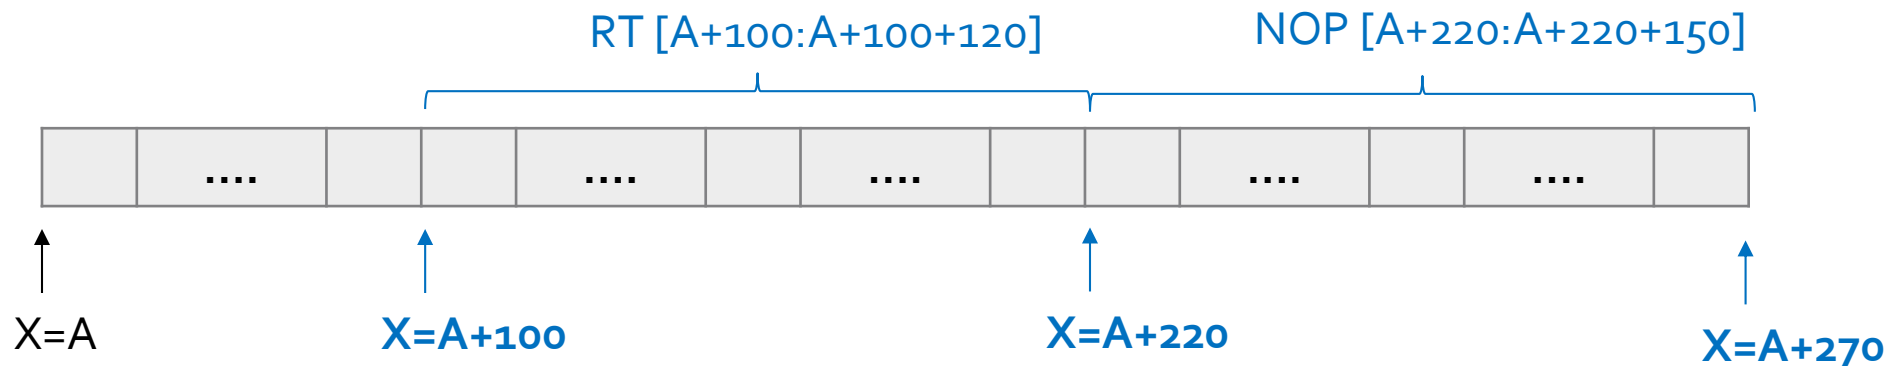 RT [A+100:A+100+120]
NOP [A+220:A+220+150]
.... .... .... .... ....
X=A
X=A+100
X=A+220
X=A+270